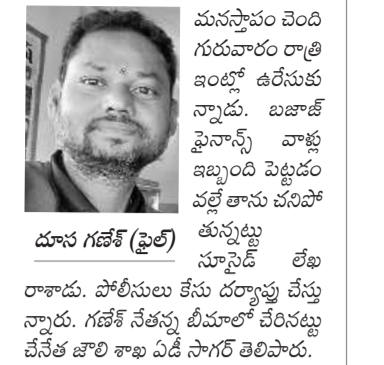 మనస్తాపం చెంది
గురువారం రాత్రి
ఇంట్లో ఉరేసుకు
న్నాడు. బజాజ్
ఫైనాన్స్ వాళ్లు
ఇబ్బంది పెట్టడం
వల్లే తాను చనిపో
తున్నట్టు
సూసైడ్ లేఖ
దూస గణేశ్ (ఫైల్)
రాశాడు. పోలీసులు కేసు దర్యాప్తు చేస్తు
న్నారు. గణేశ్ నేతన్న బీమాలో చేరినట్టు
చేనేత జౌలి శాఖ ఏడీ సాగర్ తెలిపారు.